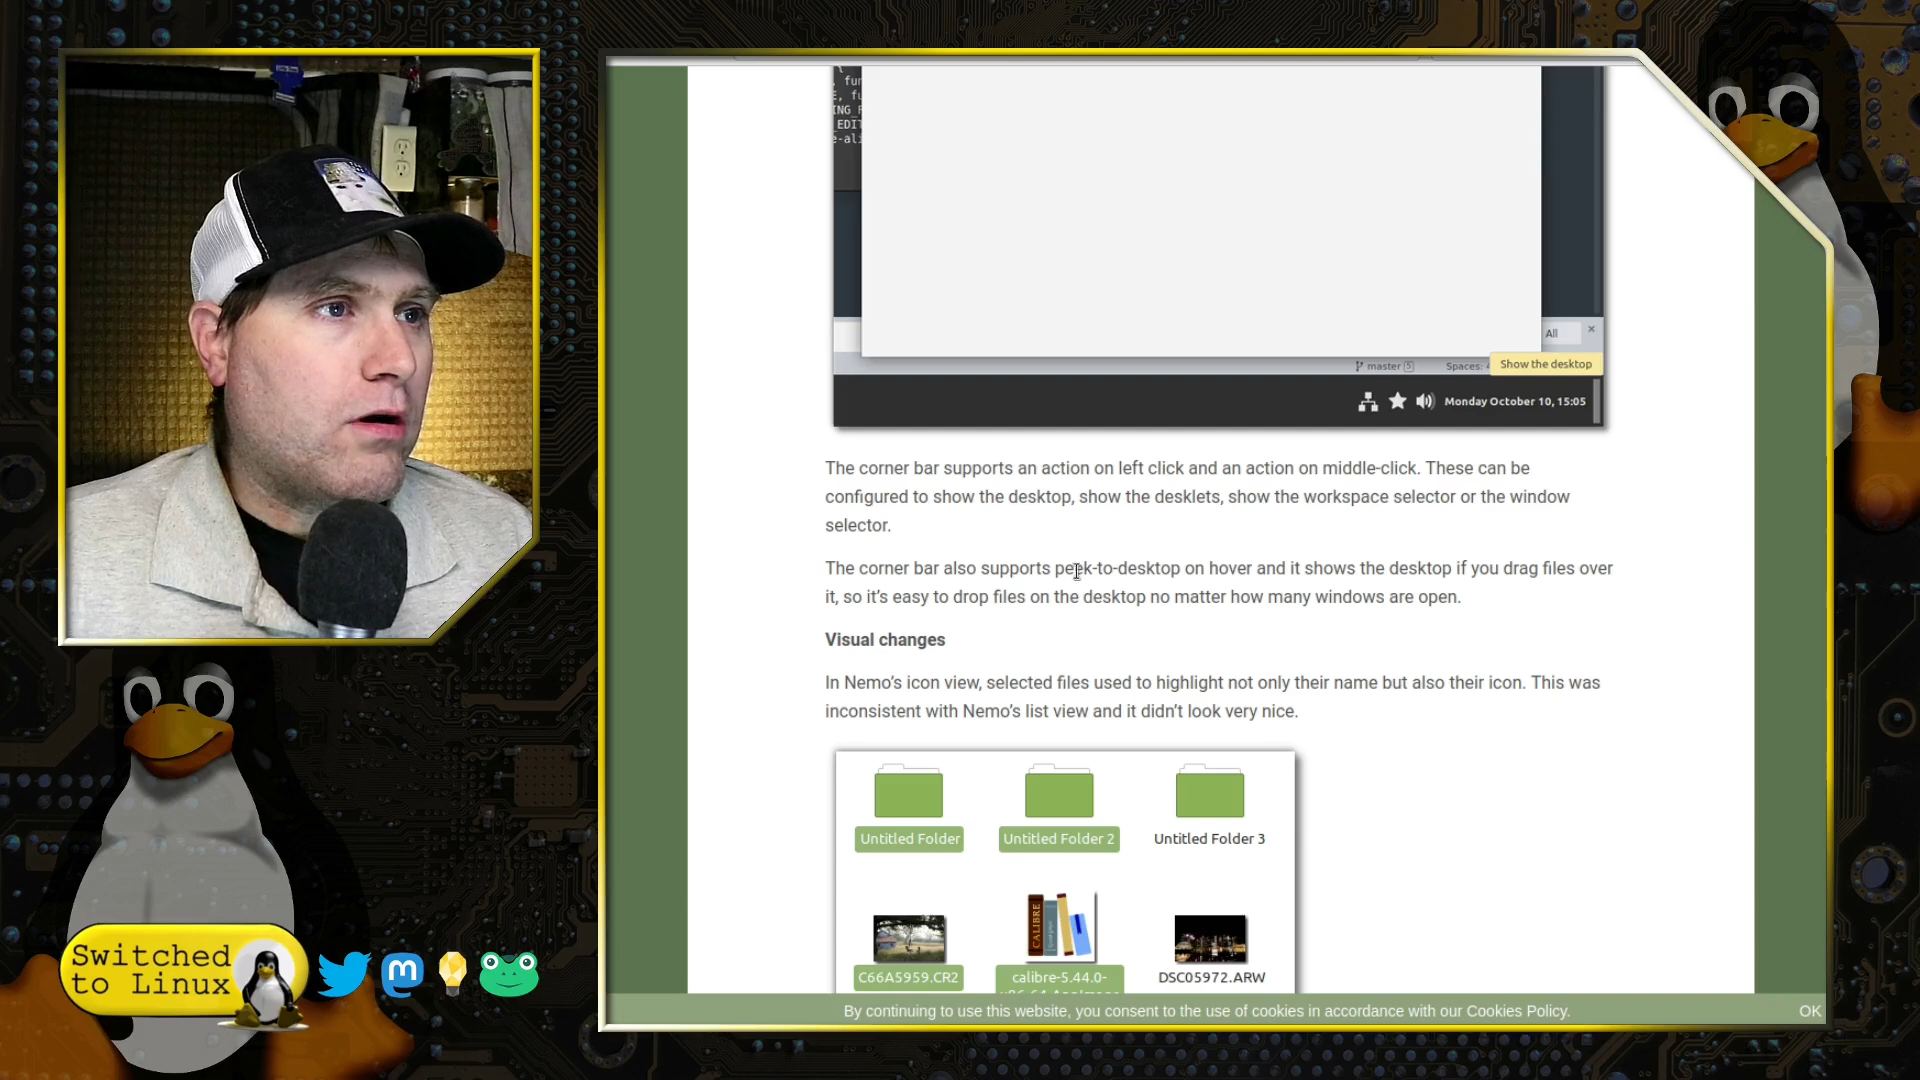 , fun
E, fu
ING_F
_EDIT
e-ali
All
master 5
Spaces: 4
Show the desktop
Monday October 10, 15:05
The corner bar supports an action on left click and an action on middle-click. These can be
configured to show the desktop, show the desklets, show the workspace selector or the window
selector.
The corner bar also supports peek-to-desktop on hover and it shows the desktop if you drag files over
it, so it’s easy to drop files on the desktop no matter how many windows are open.
Visual changes
In Nemo’s icon view, selected files used to highlight not only their name but also their icon. This was
inconsistent with Nemo’s list view and it didn’t look very nice.
Untitled Folder
Untitled Folder 2
Untitled Folder 3
CALIBRE
C66A5959.CR2
calibre-5.44.0-
DSC05972.ARW
By continuing to use this website, you consent to the use of cookies in accordance with our Cookies Policy.
OK
Switched
to Linux